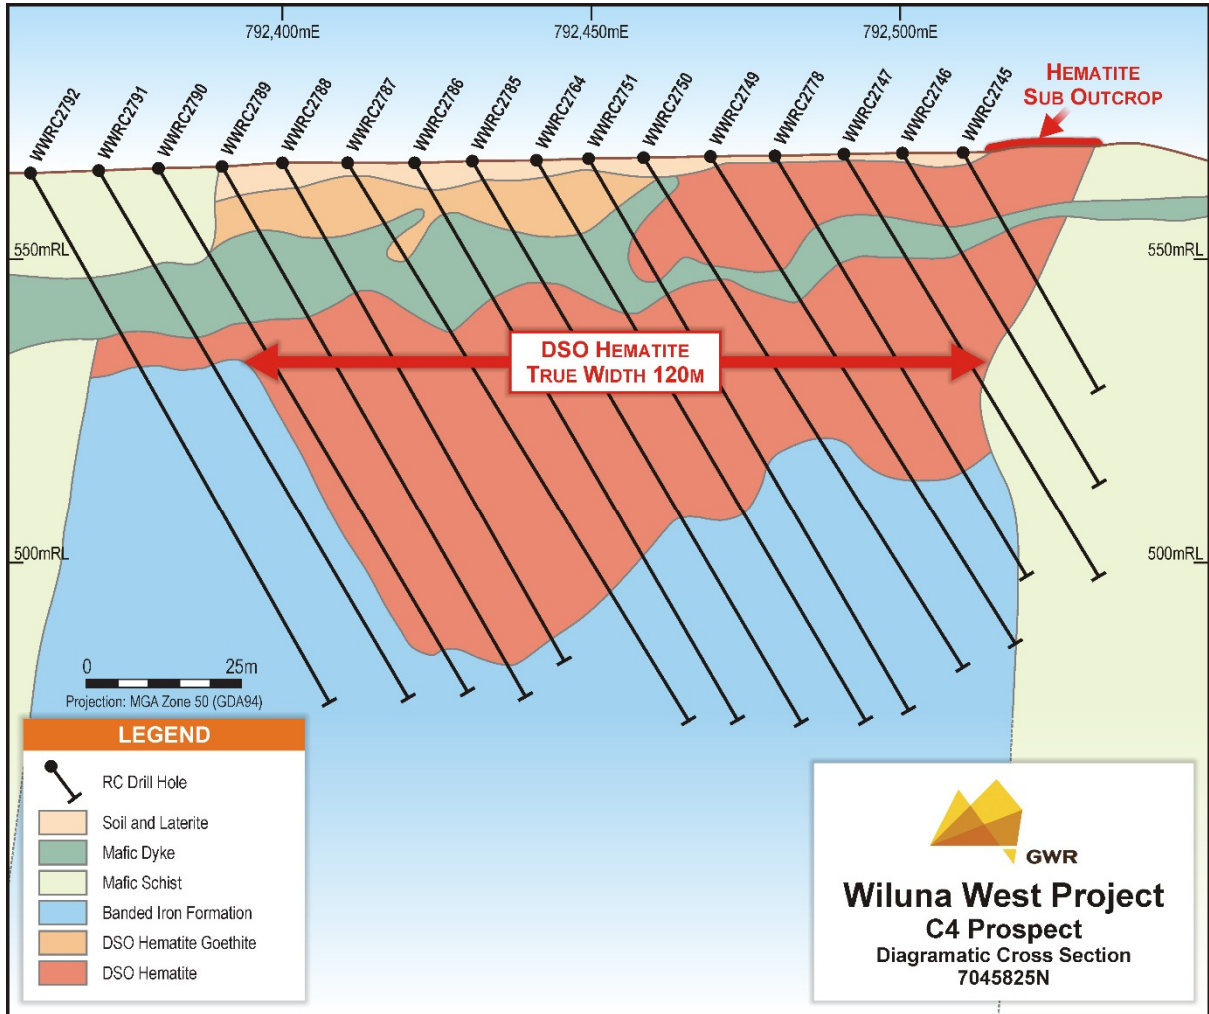 792,400mE
792,450mE
792,500mE
WWRC2792
WWRC2791
WWRC2790
WWRC2789
WWRC2788
WWRC2787
WWRC2786
WWRC2785
WWRC2764
WWRC2751
WWRC2750
WWRC2749
WWRC2778
WWRC2747
WWRC2746
WWRC2745
HEMATITE
SUB OUTCROP
550mRL
550mRL
DSO HEMATITE
TRUE WIDTH 120M
500mRL
500mRL
0 25m
Projection: MGA Zone 50 (GDA94)
LEGEND
RC Drill Hole
Soil and Laterite
Mafic Dyke
Mafic Schist
Banded Iron Formation
DSO Hematite Goethite
DSO Hematite
GWR
Wiluna West Project
C4 Prospect
Diagramatic Cross Section
7045825N